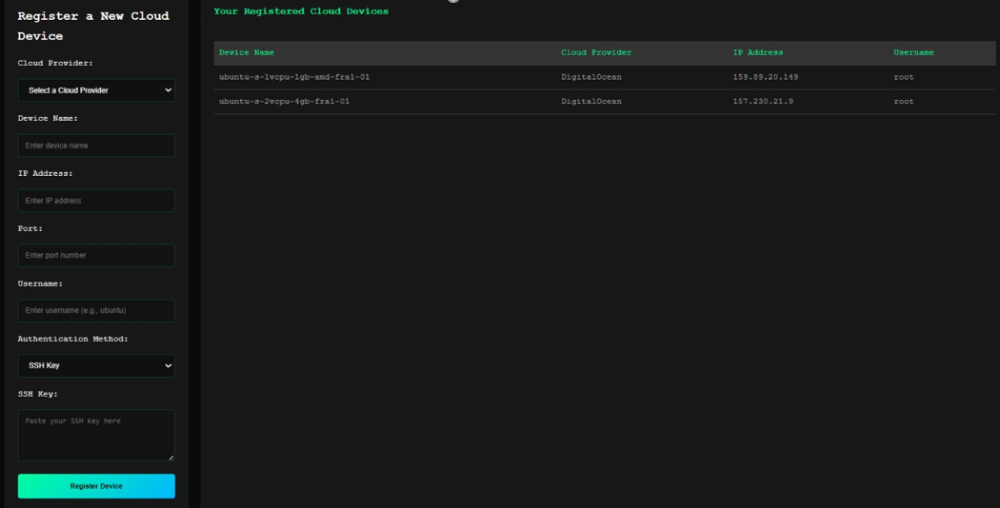 Register a New Cloud
Device
Cloud Provider:
Select a Cloud Provider
Device Name:
Enter device name
IP Address:
Enter IP address
Port:
Enter port number
Username:
Enter username (e.g., ubuntu)
Authentication Method:
SSH Key
SSH Key:
Paste your SSH key here
Register Device
Your Registered Cloud Devices
Device Name Cloud Provider IP Address Username
ubuntu-s-1vcpu-1gb-amd-fra1-01 DigitalOcean 159.89.20.149 root
ubuntu-s-2vcpu-4gb-fra1-01 DigitalOcean 157.230.21.9 root